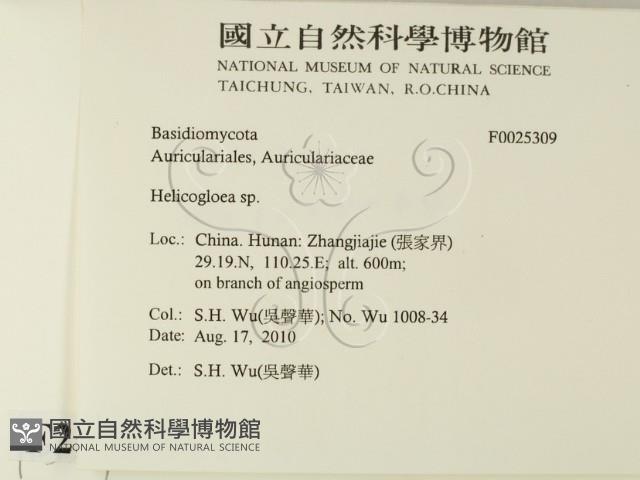 國立自然科學博物館
NATIONAL MUSEUM OF NATURAL SCIENCE
TAICHUNG, TAIWAN, R.O.CHINA
Basidiomycota F0025309
Auriculariales, Auriculariaceae
Helicogloea sp.
Loc.: China. Hunan: Zhangjiajie (張家界)
29.19.N, 110.25.E; alt. 600m;
on branch of angiosperm
Col.: S.H. Wu(吳聲華); No. Wu 1008-34
Date: Aug. 17, 2010
Det.: S.H. Wu(吳聲華)
國立自然科學博物館
NATIONAL MUSEUM OF NATURAL SCIENCE